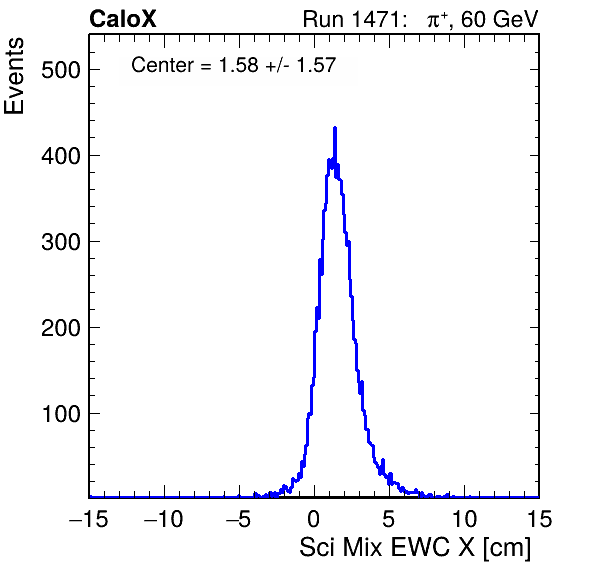 CaloX
Run 1471: π⁺, 60 GeV
Events
Center = 1.58 +/- 1.57
500
400
300
200
100
−15 −10 −5 0 5 10 15
Sci Mix EWC X [cm]